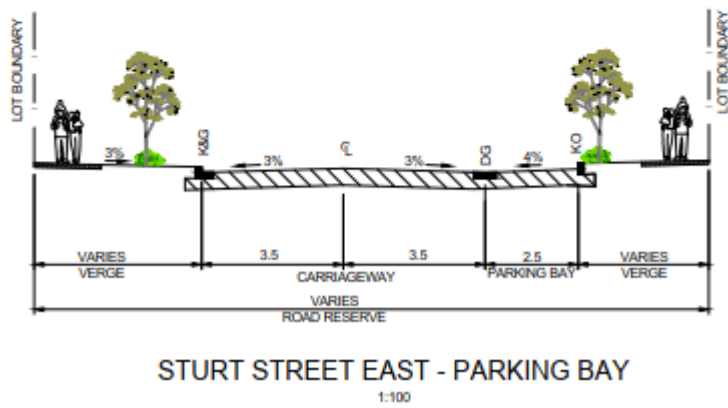 LOT BOUNDARY
LOT BOUNDARY
3%
K&G
3%
℄
3%
DG
4%
KO
VARIES
VERGE
3.5
3.5
CARRIAGEWAY
2.5
PARKING BAY
VARIES
VERGE
VARIES
ROAD RESERVE
STURT STREET EAST - PARKING BAY
1:100